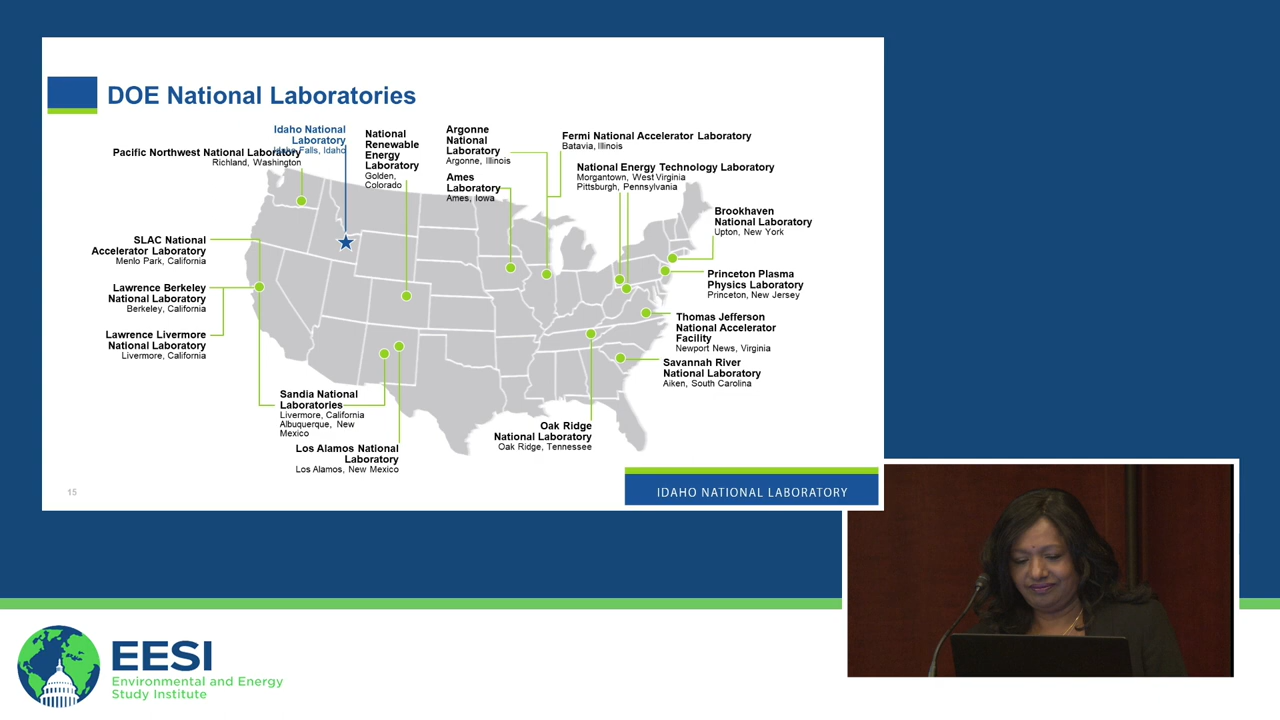 DOE National Laboratories
Idaho National
Laboratory
Idaho Falls, Idaho
Pacific Northwest National Laboratory
Richland, Washington
National
Renewable
Energy
Laboratory
Golden,
Colorado
Argonne
National
Laboratory
Argonne, Illinois
Ames
Laboratory
Ames, Iowa
Fermi National Accelerator Laboratory
Batavia, Illinois
National Energy Technology Laboratory
Morgantown, West Virginia
Pittsburgh, Pennsylvania
Brookhaven
National Laboratory
Upton, New York
SLAC National
Accelerator Laboratory
Menlo Park, California
Lawrence Berkeley
National Laboratory
Berkeley, California
Lawrence Livermore
National Laboratory
Livermore, California
Princeton Plasma
Physics Laboratory
Princeton, New Jersey
Thomas Jefferson
National Accelerator
Facility
Newport News, Virginia
Savannah River
National Laboratory
Aiken, South Carolina
Sandia National
Laboratories
Livermore, California
Albuquerque, New
Mexico
Los Alamos National
Laboratory
Los Alamos, New Mexico
Oak Ridge
National Laboratory
Oak Ridge, Tennessee
15
IDAHO NATIONAL LABORATORY
EESI
Environmental and Energy
Study Institute